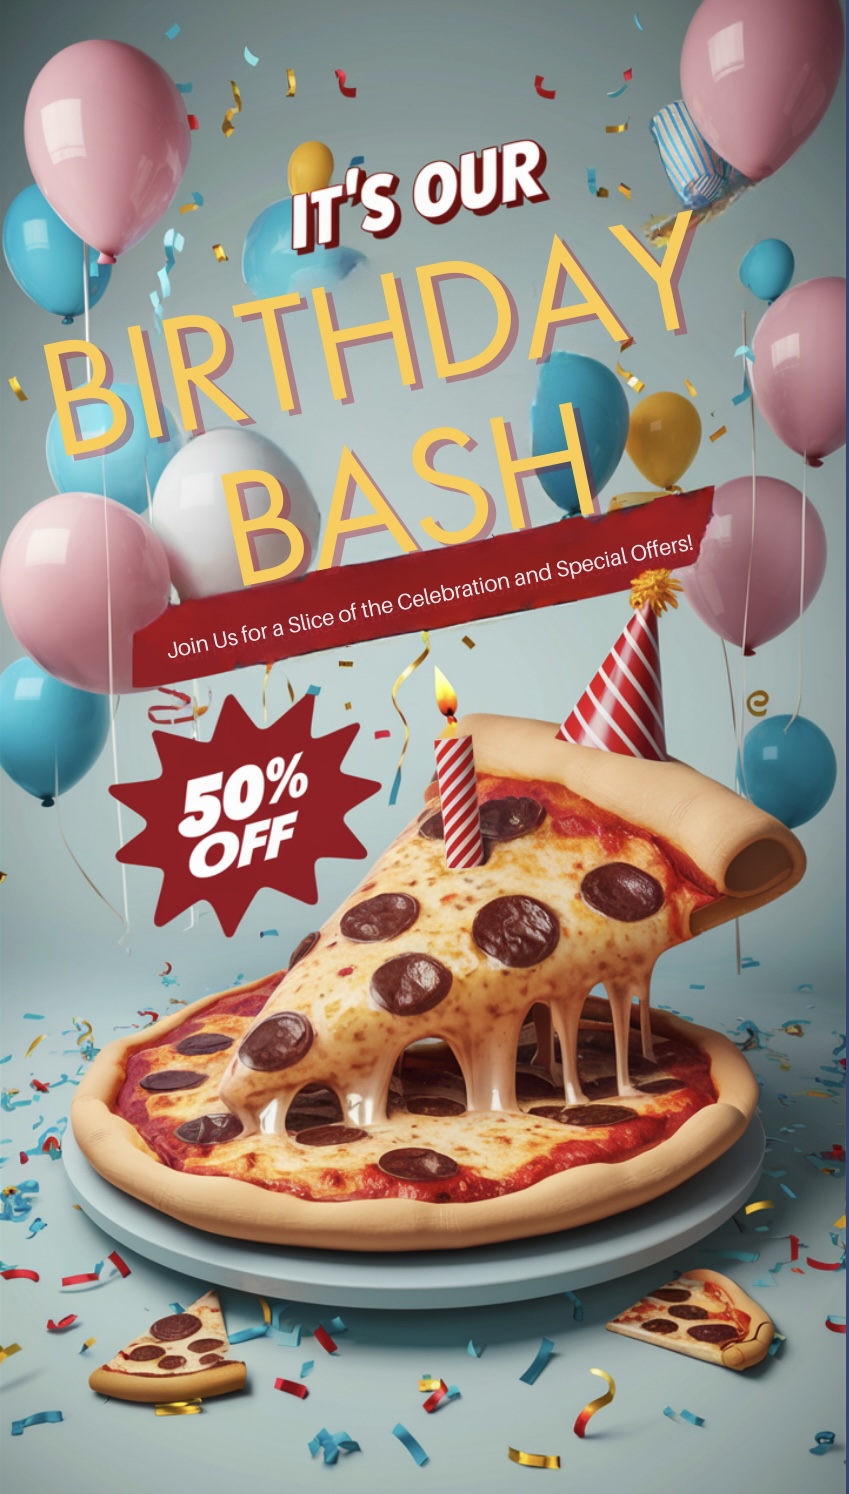 IT'S OUR
BIRTHDAY
BASH
Join Us for a Slice of the Celebration and Special Offers!
50%
OFF